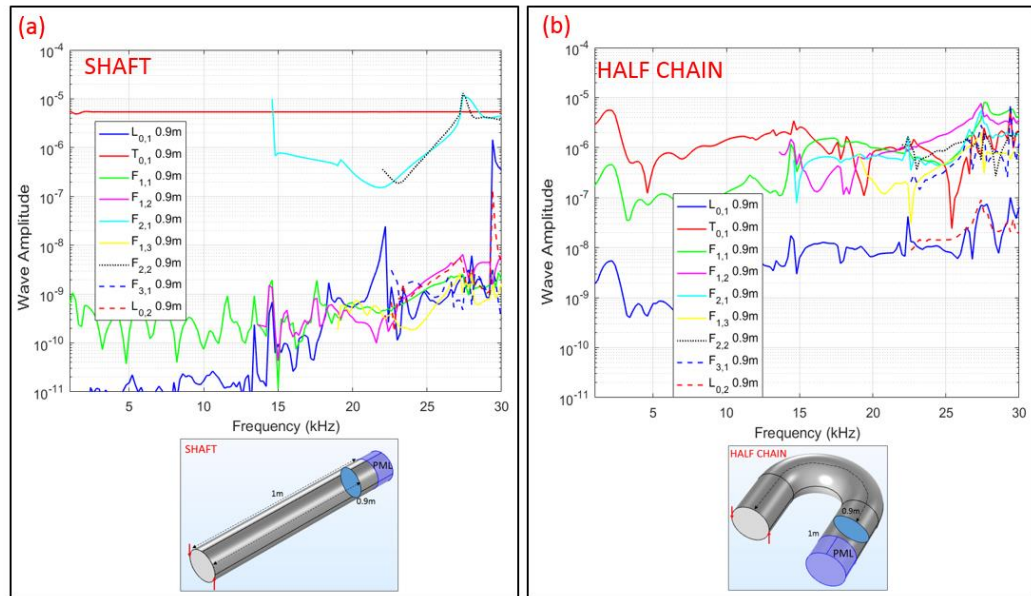 (a)
SHAFT
10⁻⁴
10⁻⁵
10⁻⁶
10⁻⁷
10⁻⁸
10⁻⁹
10⁻¹⁰
10⁻¹¹
Wave Amplitude
L₀,₁ 0.9m
T₀,₁ 0.9m
F₁,₁ 0.9m
F₁,₂ 0.9m
F₂,₁ 0.9m
F₁,₃ 0.9m
F₂,₂ 0.9m
F₃,₁ 0.9m
L₀,₂ 0.9m
5 10 15 20 25 30
Frequency (kHz)
SHAFT
PML
1m
0.9m
(b)
HALF CHAIN
10⁻⁴
10⁻⁵
10⁻⁶
10⁻⁷
10⁻⁸
10⁻⁹
10⁻¹⁰
10⁻¹¹
Wave Amplitude
L₀,₁ 0.9m
T₀,₁ 0.9m
F₁,₁ 0.9m
F₁,₂ 0.9m
F₂,₁ 0.9m
F₁,₃ 0.9m
F₂,₂ 0.9m
F₃,₁ 0.9m
L₀,₂ 0.9m
5 10 15 20 25 30
Frequency (kHz)
HALF CHAIN
0.9m
1m
PML